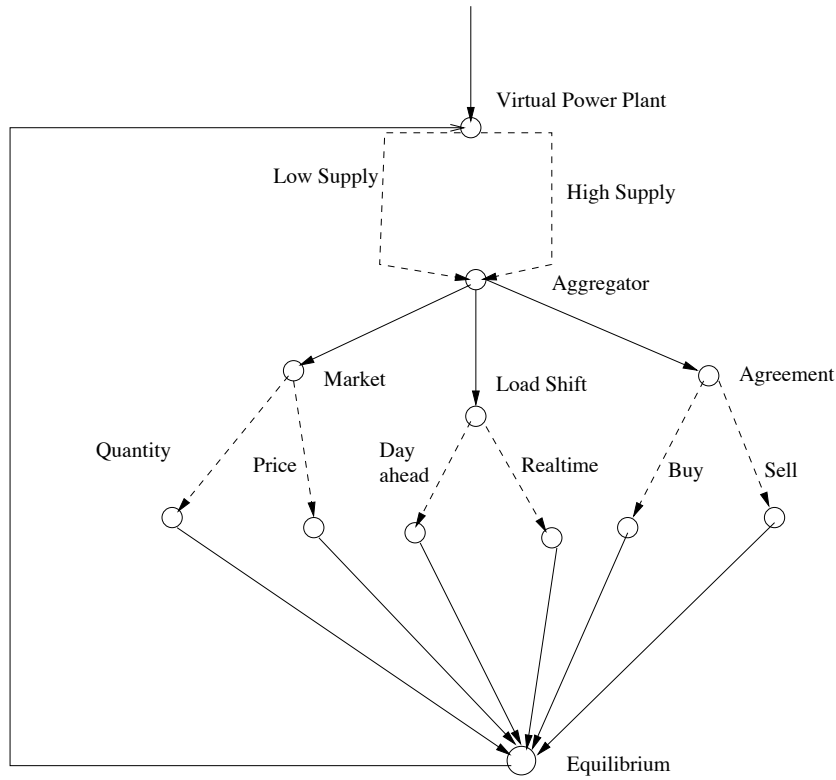 Virtual Power Plant
Low Supply
High Supply
Aggregator
Market
Load Shift
Agreement
Quantity
Price
Day
ahead
Realtime
Buy
Sell
Equilibrium